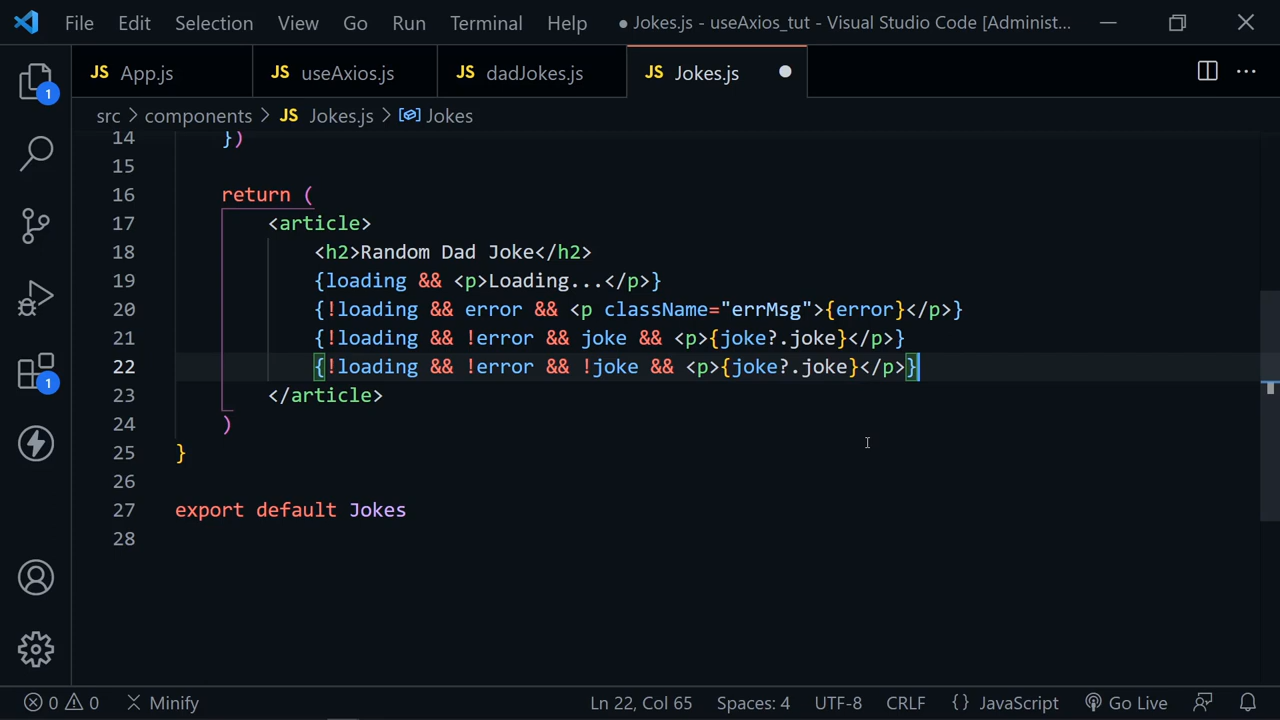 File Edit Selection View Go Run Terminal Help ● Jokes.js - useAxios_tut - Visual Studio Code [Administ...
JS App.js JS useAxios.js JS dadJokes.js JS Jokes.js
src > components > JS Jokes.js > Jokes
14 })
15
16 return (
17 <article>
18 <h2>Random Dad Joke</h2>
19 {loading && <p>Loading...</p>}
20 {!loading && error && <p className="errMsg">{error}</p>}
21 {!loading && !error && joke && <p>{joke?.joke}</p>}
22 {!loading && !error && !joke && <p>{joke?.joke}</p>}
23 </article>
24 )
25 }
26
27 export default Jokes
28
1
1
0 0 Minify Ln 22, Col 65 Spaces: 4 UTF-8 CRLF {} JavaScript Go Live